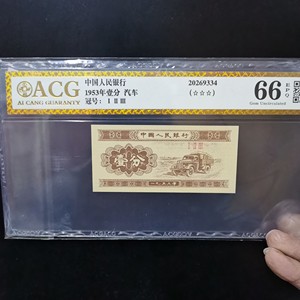 ACG
AI CANG GUARANTY
中国人民银行
1953年壹分 汽车
冠号: I II III
20269334
(☆☆☆)
66
EPQ
Gem Uncirculated
中國人民銀行
壹分
一九五三年